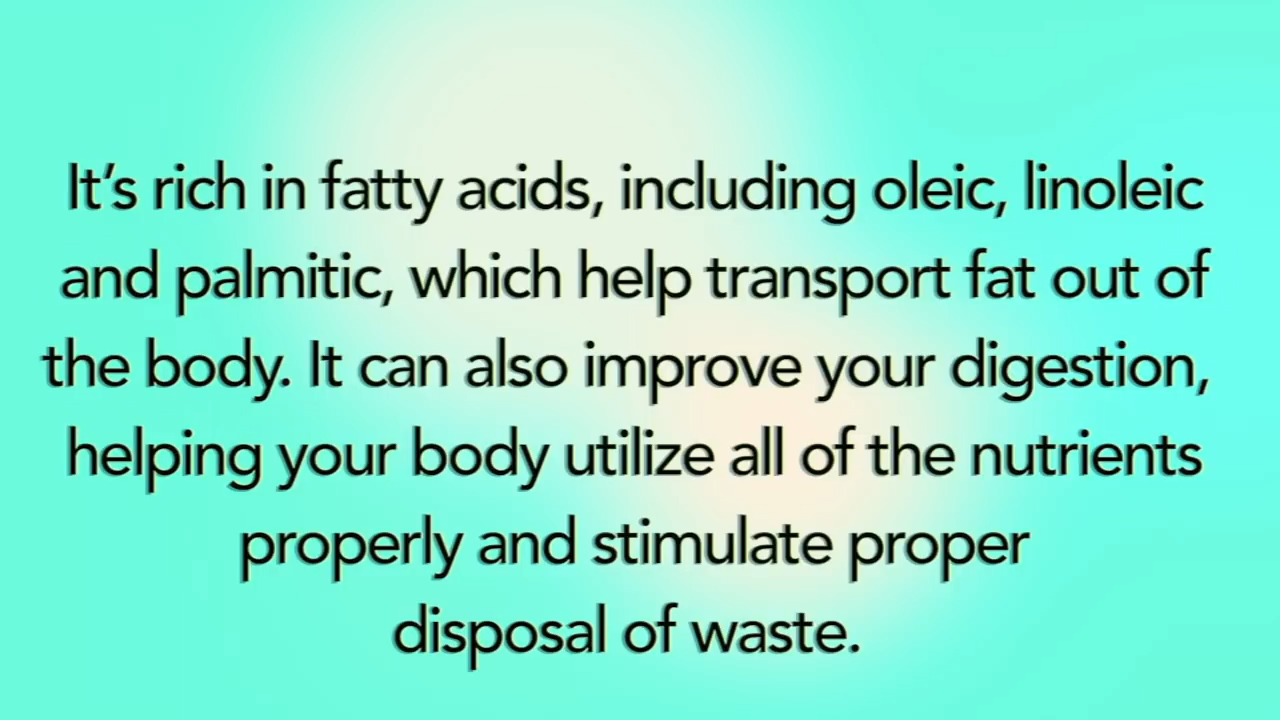 It’s rich in fatty acids, including oleic, linoleic
and palmitic, which help transport fat out of
the body. It can also improve your digestion,
helping your body utilize all of the nutrients
properly and stimulate proper
disposal of waste.